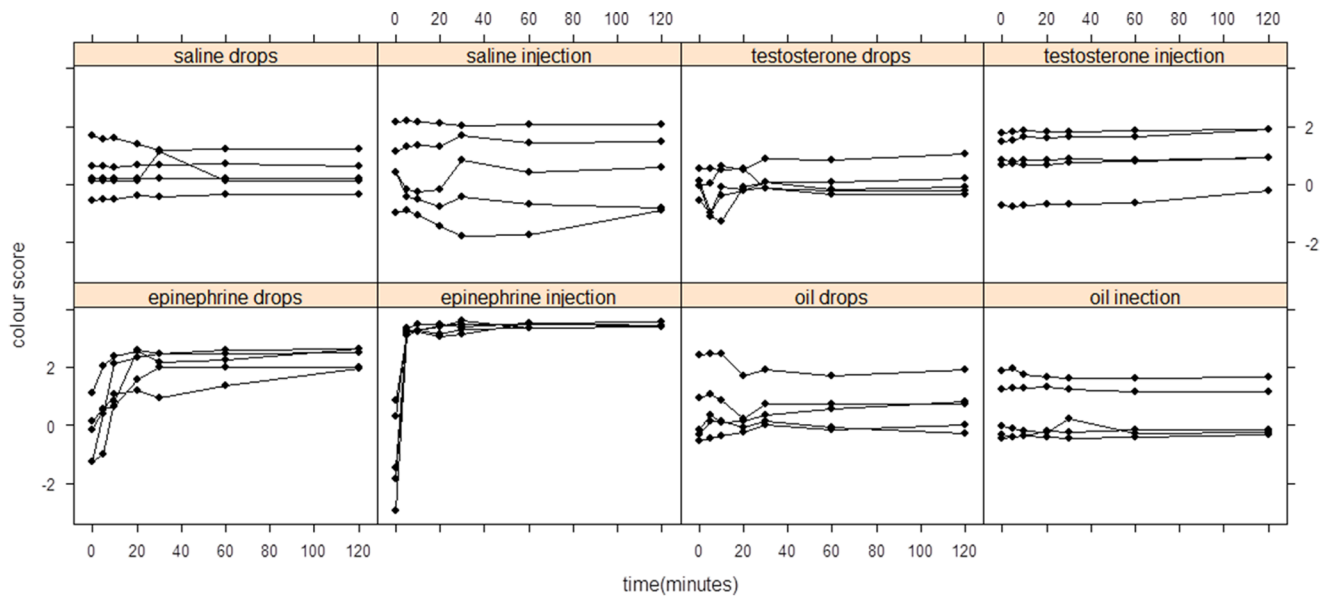 0 20 40 60 80 100 120 0 20 40 60 80 100 120
saline drops saline injection testosterone drops testosterone injection
2
0
-2
epinephrine drops epinephrine injection oil drops oil inection
colour score
2
0
-2
0 20 40 60 80 100 120 0 20 40 60 80 100 120
time(minutes)